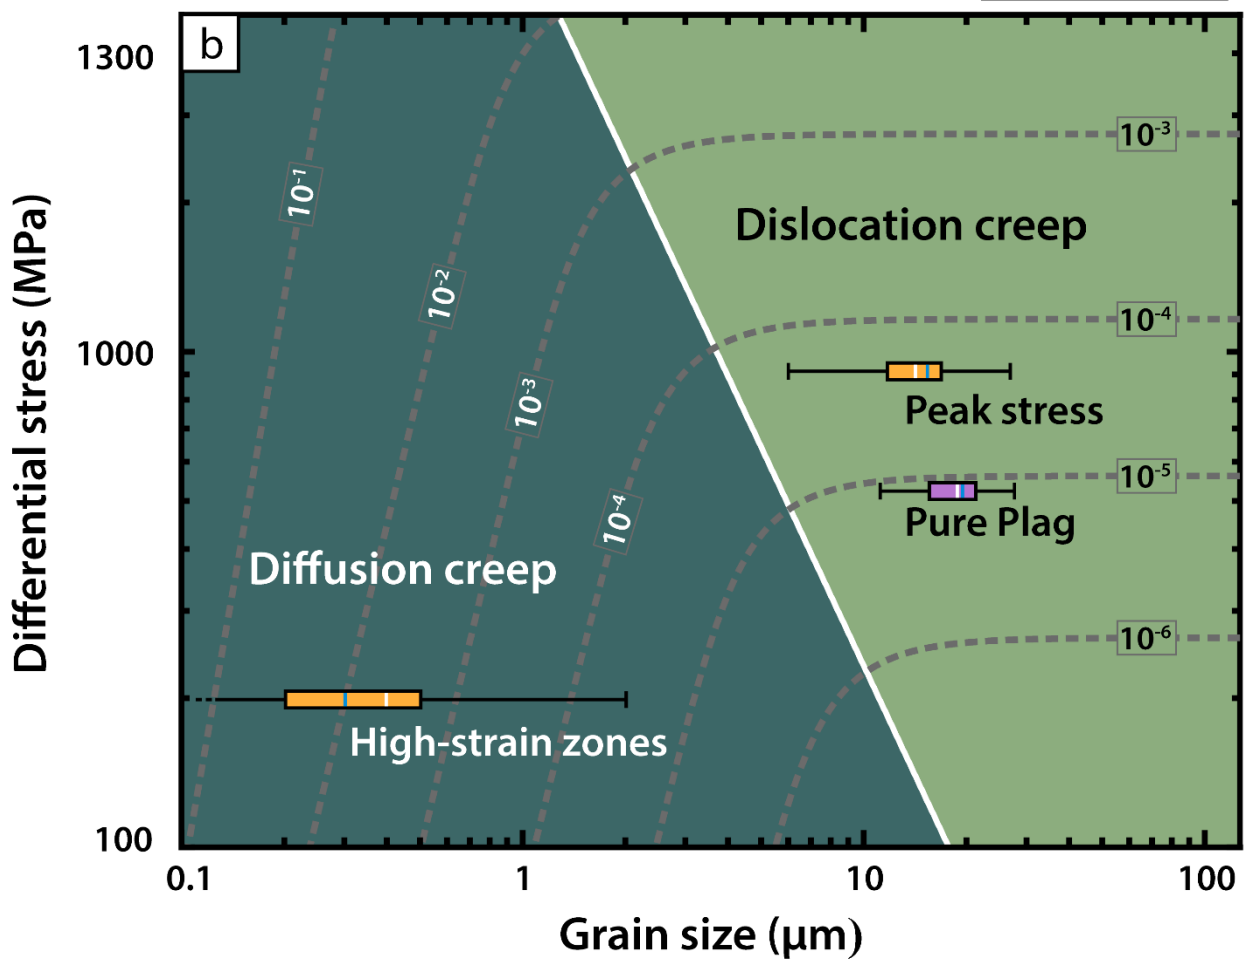 b
1300
1000
100
Differential stress (MPa)
10-1
10-2
10-3
10-4
10-3
10-4
10-5
10-6
Dislocation creep
Peak stress
Pure Plag
Diffusion creep
High-strain zones
0.1 1 10 100
Grain size (μm)